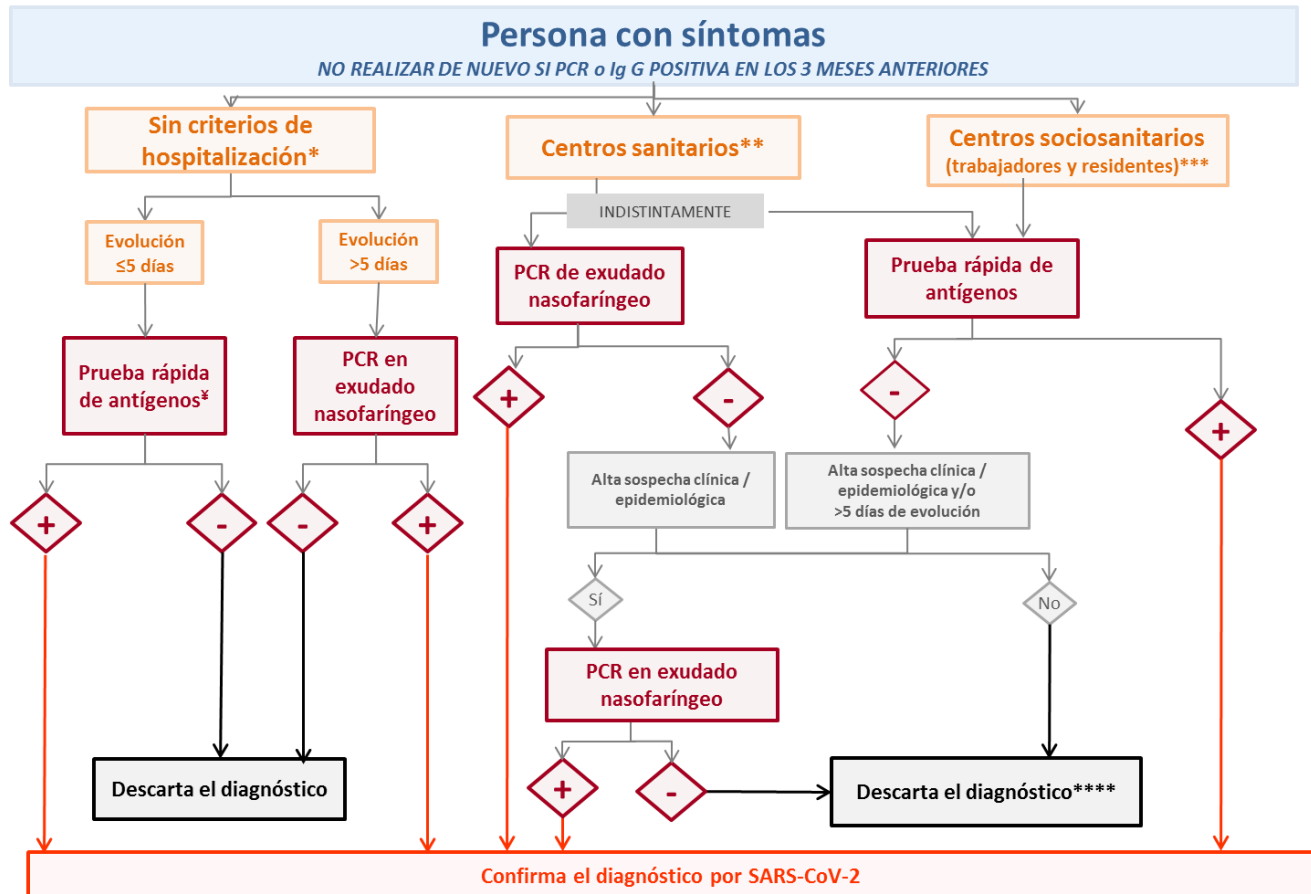 Persona con síntomas
NO REALIZAR DE NUEVO SI PCR o Ig G POSITIVA EN LOS 3 MESES ANTERIORES
Sin criterios de
hospitalización*
Centros sanitarios**
Centros sociosanitarios
(trabajadores y residentes)***
INDISTINTAMENTE
Evolución
≤5 días
Evolución
>5 días
PCR de exudado
nasofaríngeo
Prueba rápida de
antígenos
Prueba rápida
de antígenos¥
PCR en
exudado
nasofaríngeo
+
-
-
+
Alta sospecha clínica /
epidemiológica
Alta sospecha clínica /
epidemiológica y/o
>5 días de evolución
+
-
-
+
Sí
No
PCR en exudado
nasofaríngeo
Descarta el diagnóstico
+
-
Descarta el diagnóstico****
Confirma el diagnóstico por SARS-CoV-2